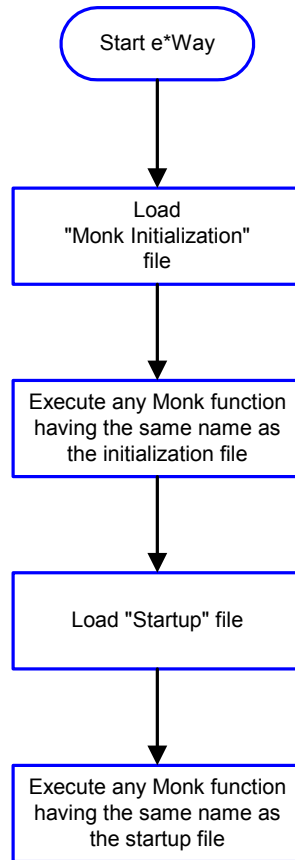 Start e*Way
Load
"Monk Initialization"
file
Execute any Monk function
having the same name as
the initialization file
Load "Startup" file
Execute any Monk function
having the same name as
the startup file